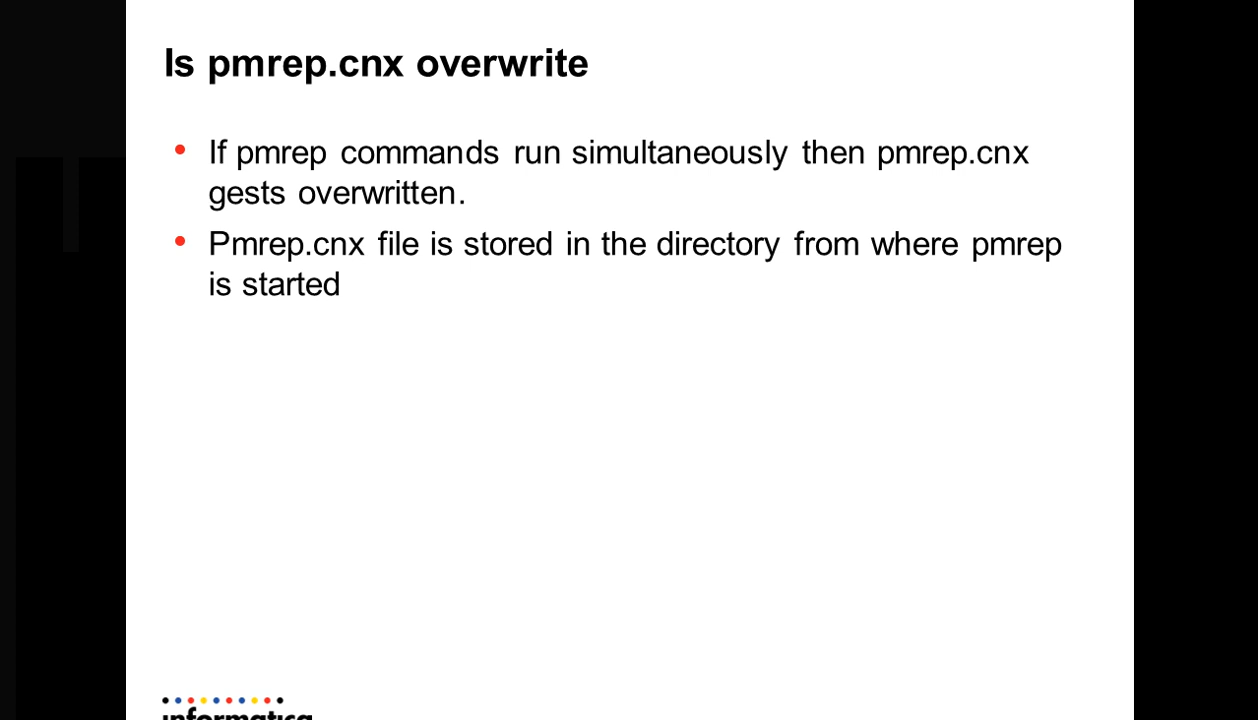 Is pmrep.cnx overwrite
If pmrep commands run simultaneously then pmrep.cnx
gests overwritten.
Pmrep.cnx file is stored in the directory from where pmrep
is started
informatica